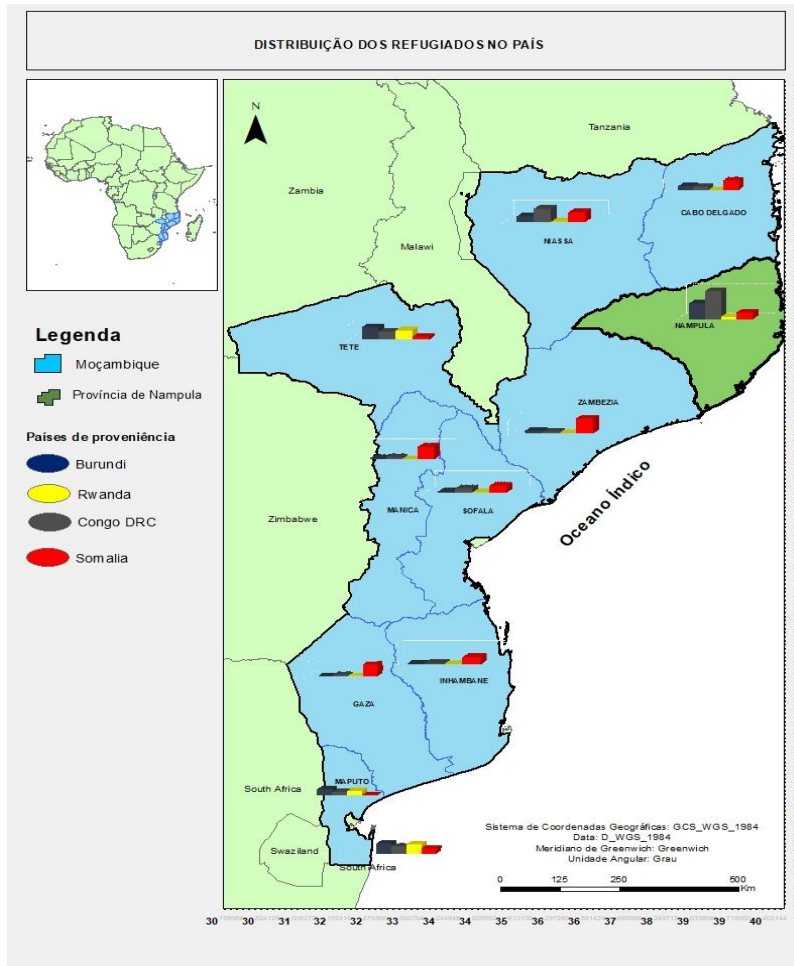 DISTRIBUIÇÃO DOS REFUGIADOS NO PAÍS
N
Tanzania
Zambia
Malawi
CABO DELGADO
NIASSA
NAMPULA
TETE
ZAMBEZIA
MANICA
SOFALA
Zimbabwe
Oceano Índico
INHAMBANE
GAZA
MAPUTO
South Africa
Swaziland
South Africa
Legenda
Moçambique
Província de Nampula
Países de proveniência
Burundi
Rwanda
Congo DRC
Somalia
Sistema de Coordenadas Geográficas: GCS_WGS_1984
Data: D_WGS_1984
Meridiano de Greenwich: Greenwich
Unidade Angular: Grau
0 125 250 500
Km
30 30 31 32 32 33 34 34 35 36 36 37 38 39 39 40